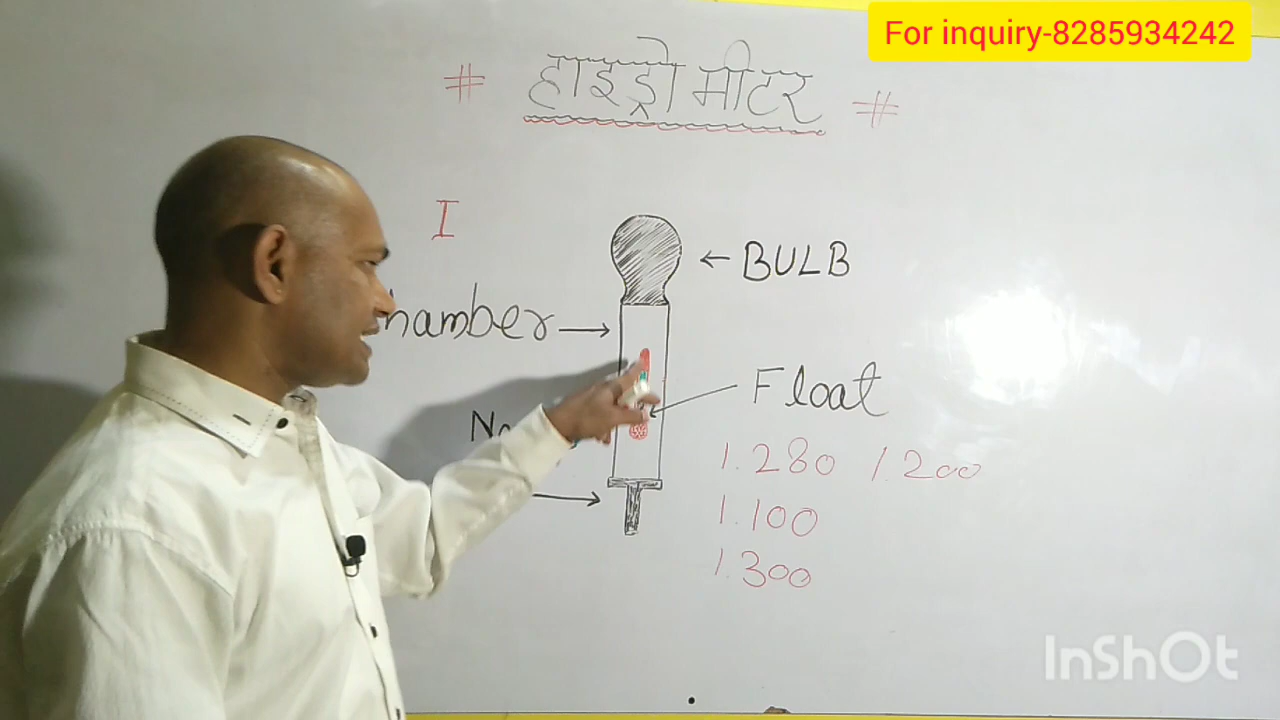 For inquiry-8285934242
# हाइड्रो मीटर #
I
← BULB
hamber →
Float
1.280 1.200
1.100
1.300
InShOt